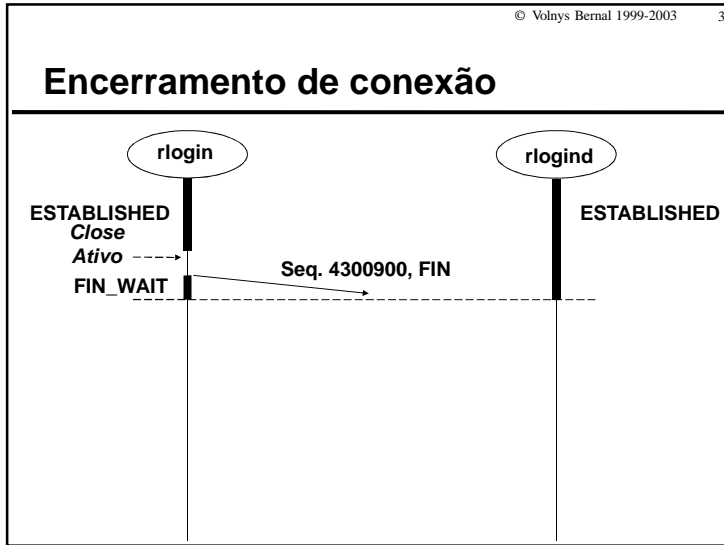 © Volnys Bernal 1999-2003 3
Encerramento de conexão
rlogin
rlogind
ESTABLISHED
ESTABLISHED
Close
Ativo
Seq. 4300900, FIN
FIN_WAIT